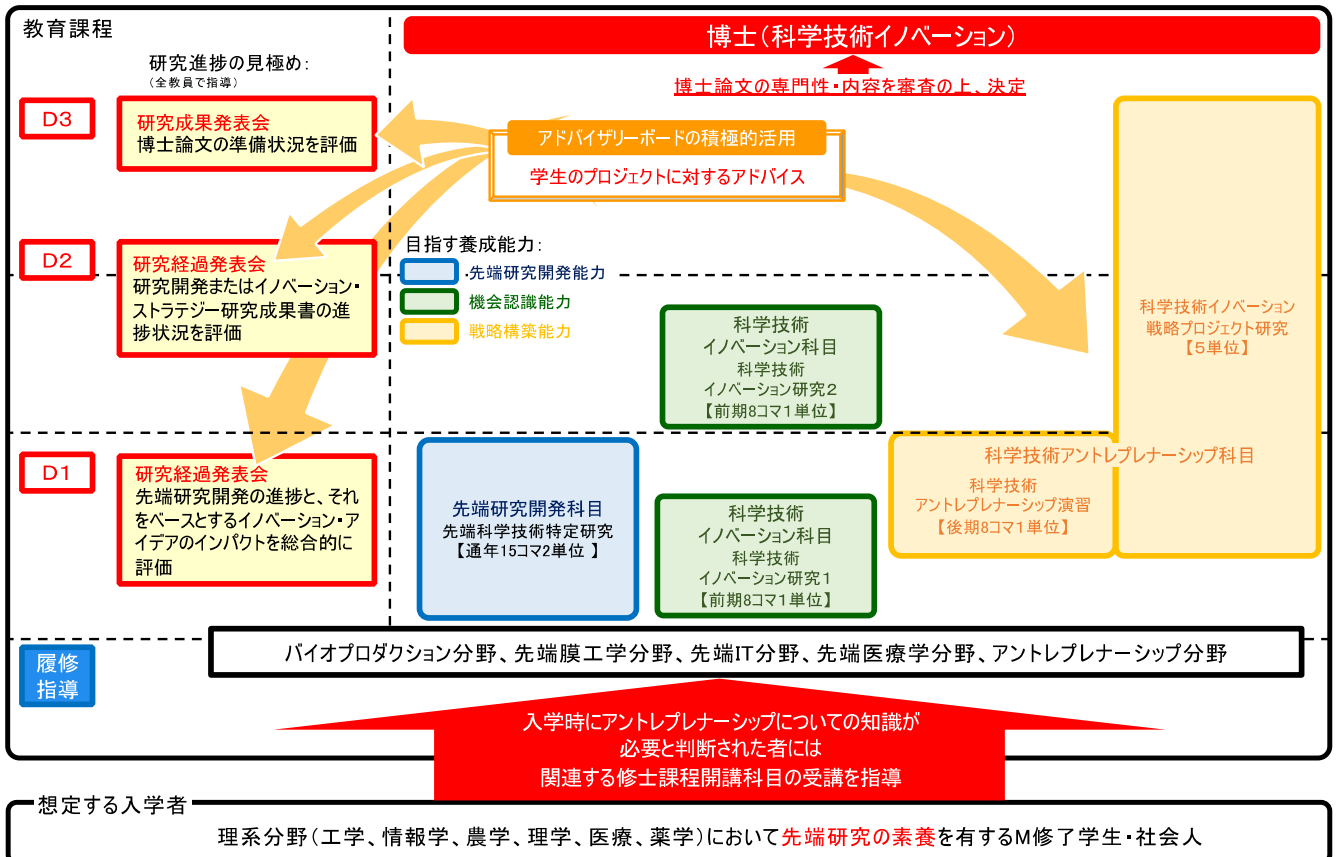 教育課程
博士（科学技術イノベーション）
博士論文の専門性・内容を審査の上、決定
研究進捗の見極め：
（全教員で指導）
D3
研究成果発表会
博士論文の準備状況を評価
アドバイザリーボードの積極的活用
学生のプロジェクトに対するアドバイス
D2
研究経過発表会
研究開発またはイノベーション・
ストラテジー研究成果書の進
捗状況を評価
目指す養成能力：
先端研究開発能力
機会認識能力
戦略構築能力
科学技術
イノベーション科目
科学技術
イノベーション研究２
【前期8コマ１単位】
科学技術イノベーション
戦略プロジェクト研究
【５単位】
D1
研究経過発表会
先端研究開発の進捗と、それ
をベースとするイノベーション・ア
イデアのインパクトを総合的に
評価
先端研究開発科目
先端科学技術特定研究
【通年15コマ2単位 】
科学技術
イノベーション科目
科学技術
イノベーション研究１
【前期8コマ１単位】
科学技術アントレプレナーシップ科目
科学技術
アントレプレナーシップ演習
【後期8コマ１単位】
履修
指導
バイオプロダクション分野、先端膜工学分野、先端IT分野、先端医療学分野、アントレプレナーシップ分野
入学時にアントレプレナーシップについての知識が
必要と判断された者には
関連する修士課程開講科目の受講を指導
想定する入学者
理系分野（工学、情報学、農学、理学、医療、薬学）において先端研究の素養を有するM修了学生・社会人